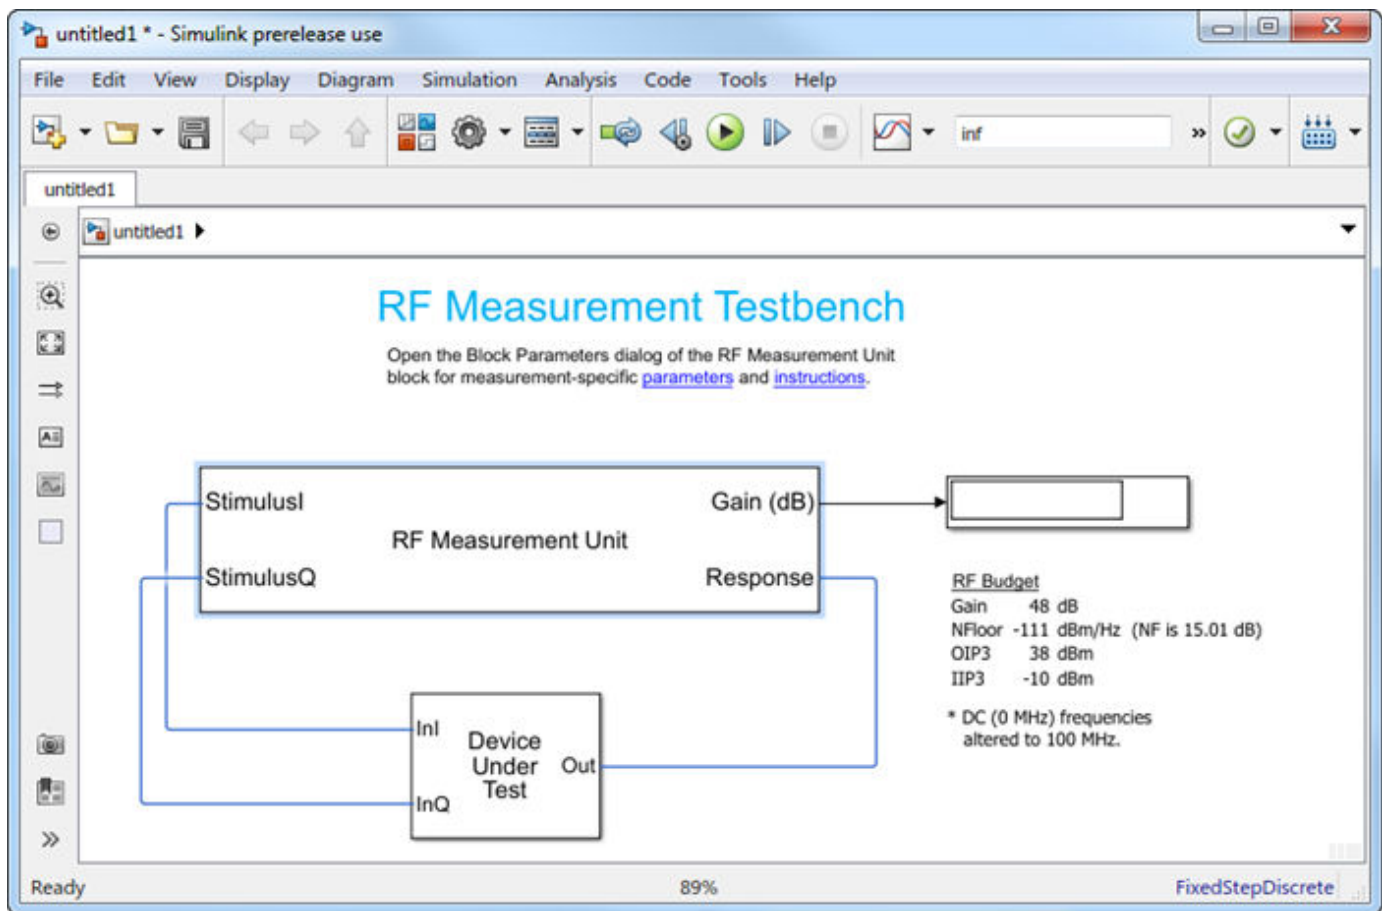 untitled1 * - Simulink prerelease use
File Edit View Display Diagram Simulation Analysis Code Tools Help
inf
untitled1
untitled1
RF Measurement Testbench
Open the Block Parameters dialog of the RF Measurement Unit
block for measurement-specific parameters and instructions.
StimulusI
Gain (dB)
RF Measurement Unit
StimulusQ
Response
RF Budget
Gain 48 dB
NFloor -111 dBm/Hz (NF is 15.01 dB)
OIP3 38 dBm
IIP3 -10 dBm
* DC (0 MHz) frequencies
altered to 100 MHz.
InI
Device
Under
Test
Out
InQ
Ready
89%
FixedStepDiscrete